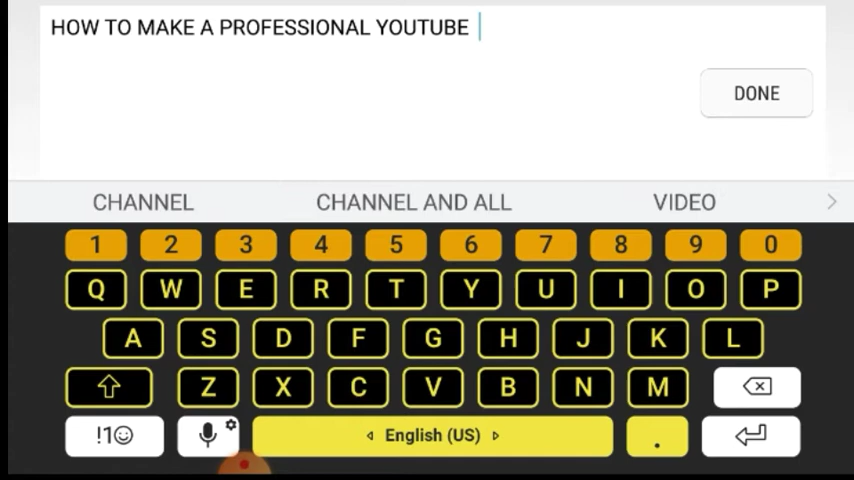 HOW TO MAKE A PROFESSIONAL YOUTUBE
DONE
CHANNEL CHANNEL AND ALL VIDEO
1 2 3 4 5 6 7 8 9 0
Q W E R T Y U I O P
A S D F G H J K L
Z X C V B N M
!1☺ English (US) .